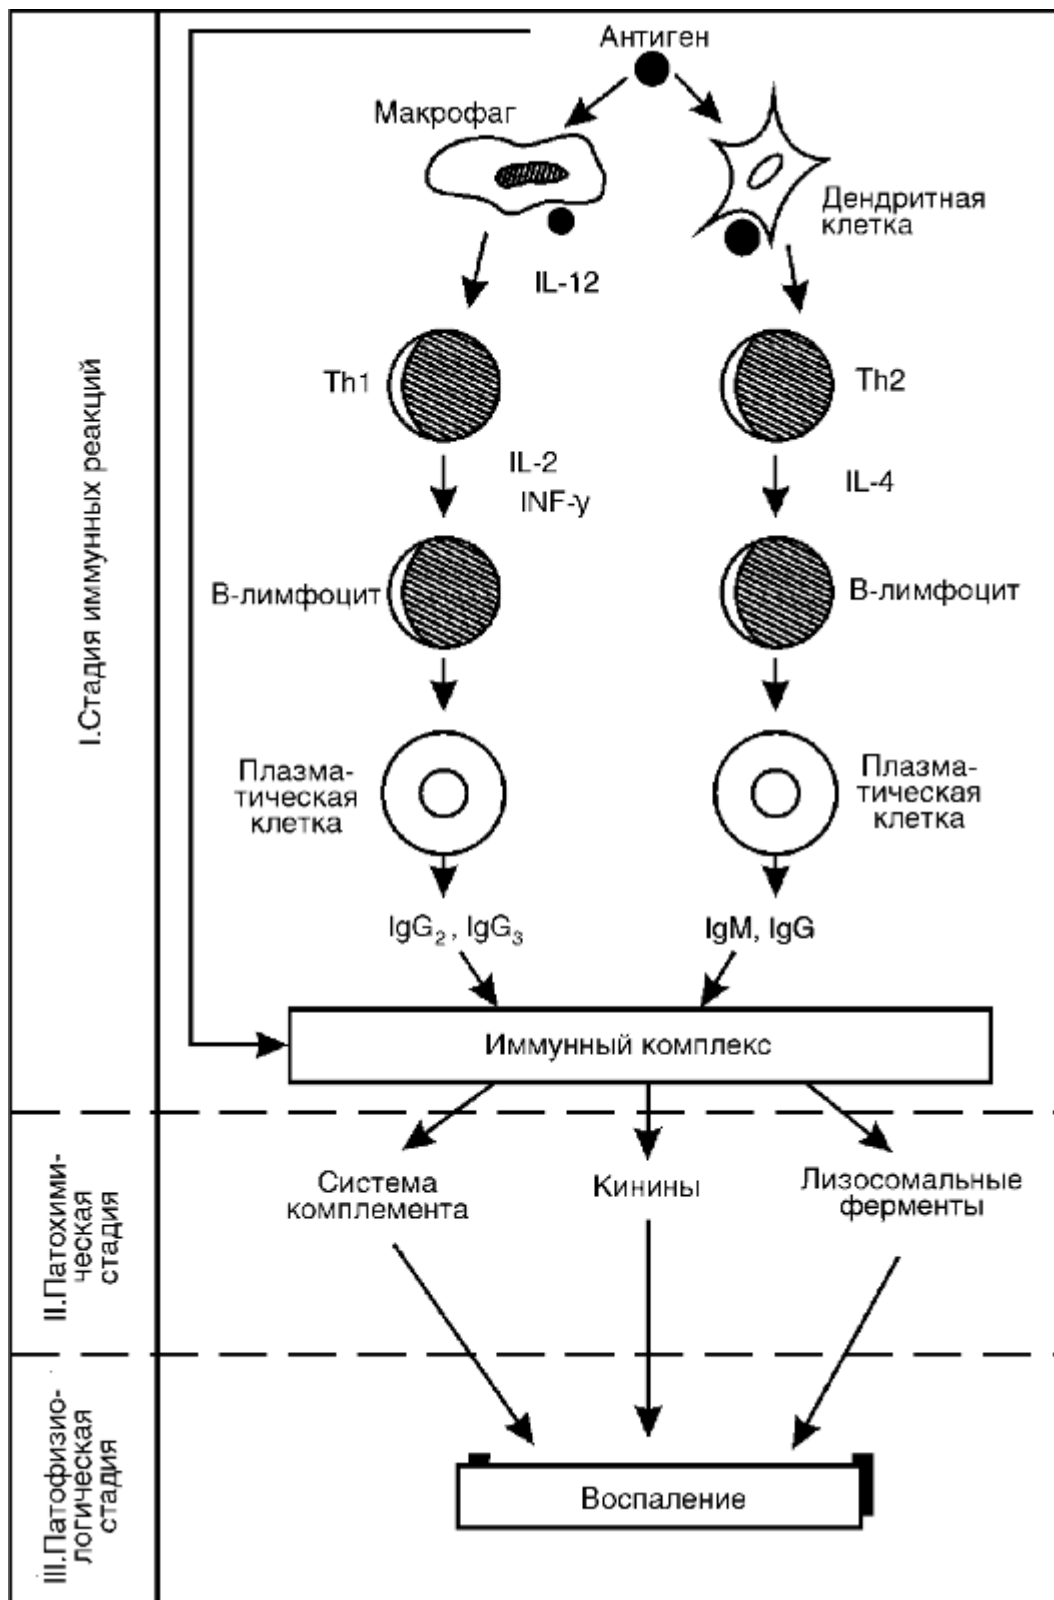 Антиген
Макрофаг
Дендритная
клетка
IL-12
Th1
Th2
IL-2
INF-γ
IL-4
В-лимфоцит
В-лимфоцит
Плазма-
тическая
клетка
Плазма-
тическая
клетка
IgG₂, IgG₃
IgM, IgG
Иммунный комплекс
I.Стадия иммунных реакций
Система
комплемента
Кинины
Лизосомальные
ферменты
II.Патохими-
ческая
стадия
Воспаление
III.Патофизио-
логическая
стадия